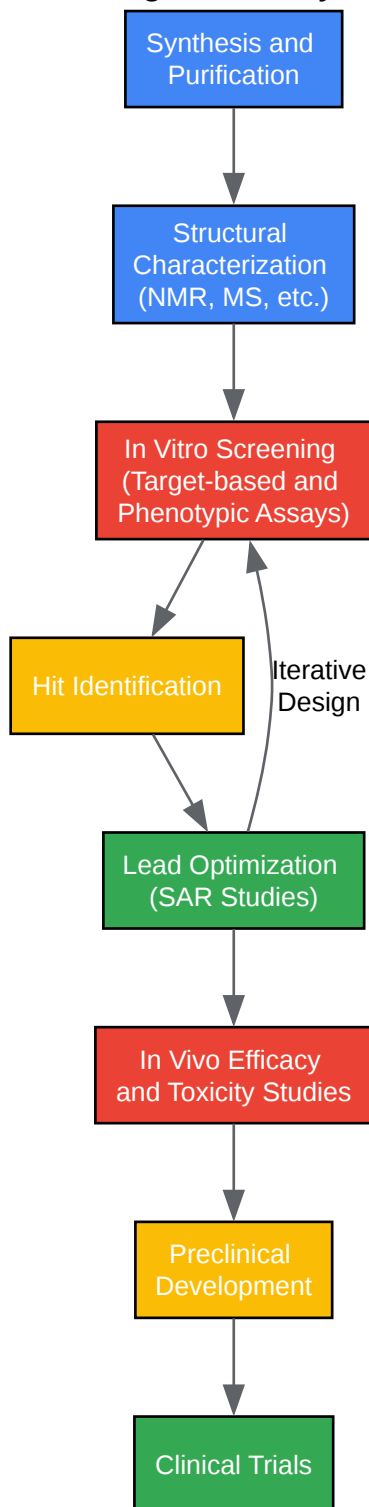 Synthesis and
Purification
Structural
Characterization
(NMR, MS, etc.)
In Vitro Screening
(Target-based and
Phenotypic Assays)
Hit Identification
Iterative
Design
Lead Optimization
(SAR Studies)
In Vivo Efficacy
and Toxicity Studies
Preclinical
Development
Clinical Trials